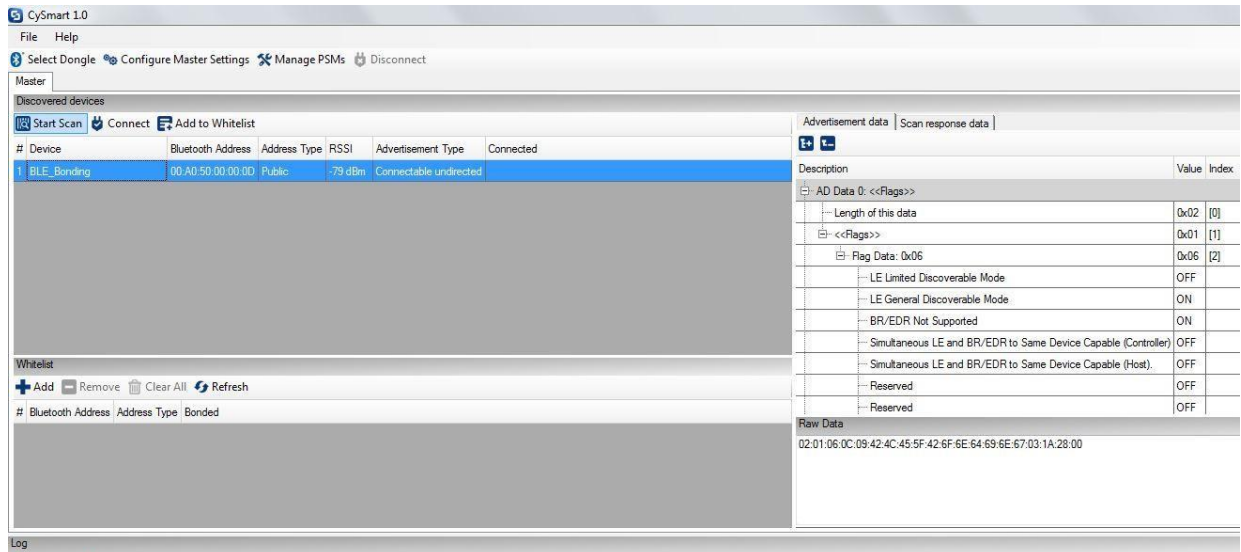 CySmart 1.0
File Help
Select Dongle Configure Master Settings Manage PSMs Disconnect
Master
Discovered devices
Start Scan Connect Add to Whitelist
# Device Bluetooth Address Address Type RSSI Advertisement Type Connected
1 BLE_Bonding 00:A0:50:00:00:0D Public -79 dBm Connectable undirected
Whitelist
Add Remove Clear All Refresh
# Bluetooth Address Address Type Bonded
Advertisement data Scan response data
Description Value Index
AD Data 0: <<Flags>>
Length of this data 0x02 [0]
<<Flags>> 0x01 [1]
Flag Data: 0x06 0x06 [2]
LE Limited Discoverable Mode OFF
LE General Discoverable Mode ON
BR/EDR Not Supported ON
Simultaneous LE and BR/EDR to Same Device Capable (Controller) OFF
Simultaneous LE and BR/EDR to Same Device Capable (Host). OFF
Reserved OFF
Reserved OFF
Raw Data
02:01:06:0C:09:42:4C:45:5F:42:6F:6E:64:69:6E:67:03:1A:28:00
Log